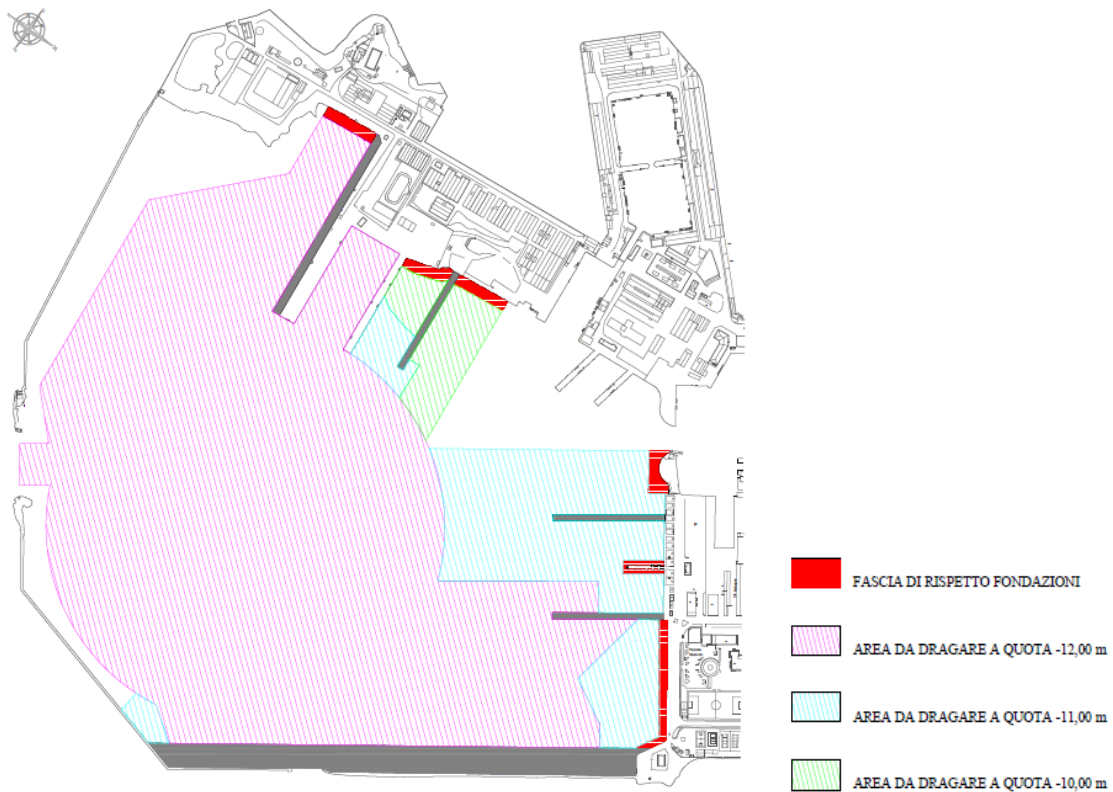 FASCIA DI RISPETTO FONDAZIONI
AREA DA DRAGARE A QUOTA -12,00 m
AREA DA DRAGARE A QUOTA -11,00 m
AREA DA DRAGARE A QUOTA -10,00 m